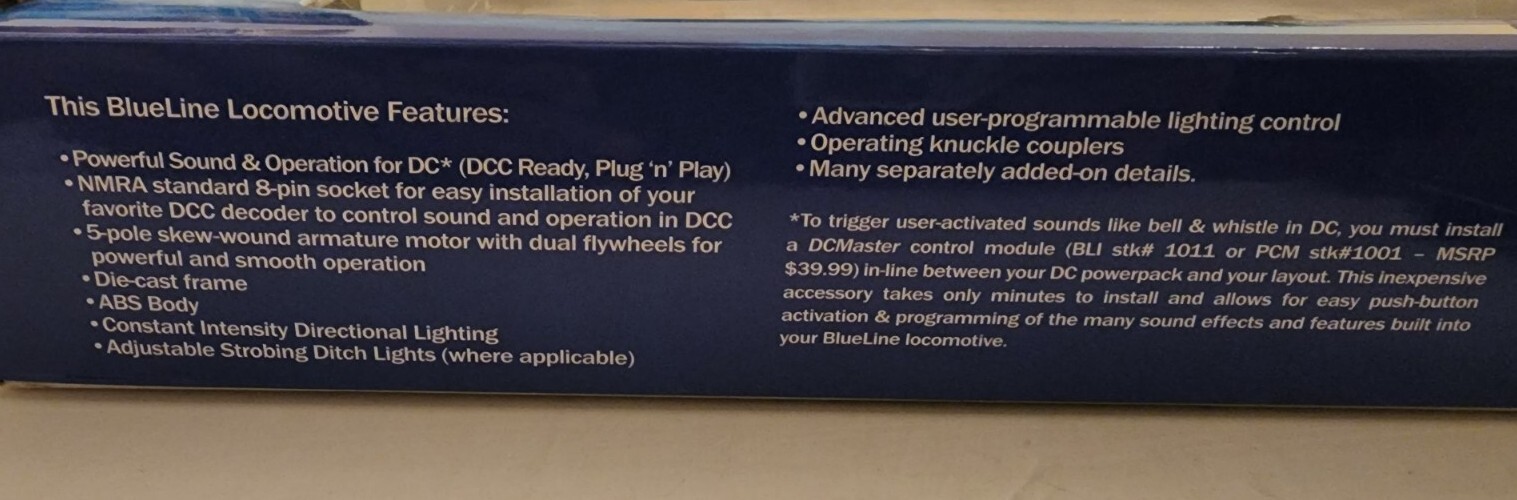 This BlueLine Locomotive Features:
• Powerful Sound & Operation for DC* (DCC Ready, Plug 'n' Play)
• NMRA standard 8-pin socket for easy installation of your
favorite DCC decoder to control sound and operation in DCC
• 5-pole skew-wound armature motor with dual flywheels for
powerful and smooth operation
• Die-cast frame
• ABS Body
• Constant Intensity Directional Lighting
• Adjustable Strobing Ditch Lights (where applicable)
• Advanced user-programmable lighting control
• Operating knuckle couplers
• Many separately added-on details.
*To trigger user-activated sounds like bell & whistle in DC, you must install
a DCMaster control module (BLI stk# 1011 or PCM stk#1001 – MSRP
$39.99) in-line between your DC powerpack and your layout. This inexpensive
accessory takes only minutes to install and allows for easy push-button
activation & programming of the many sound effects and features built into
your BlueLine locomotive.